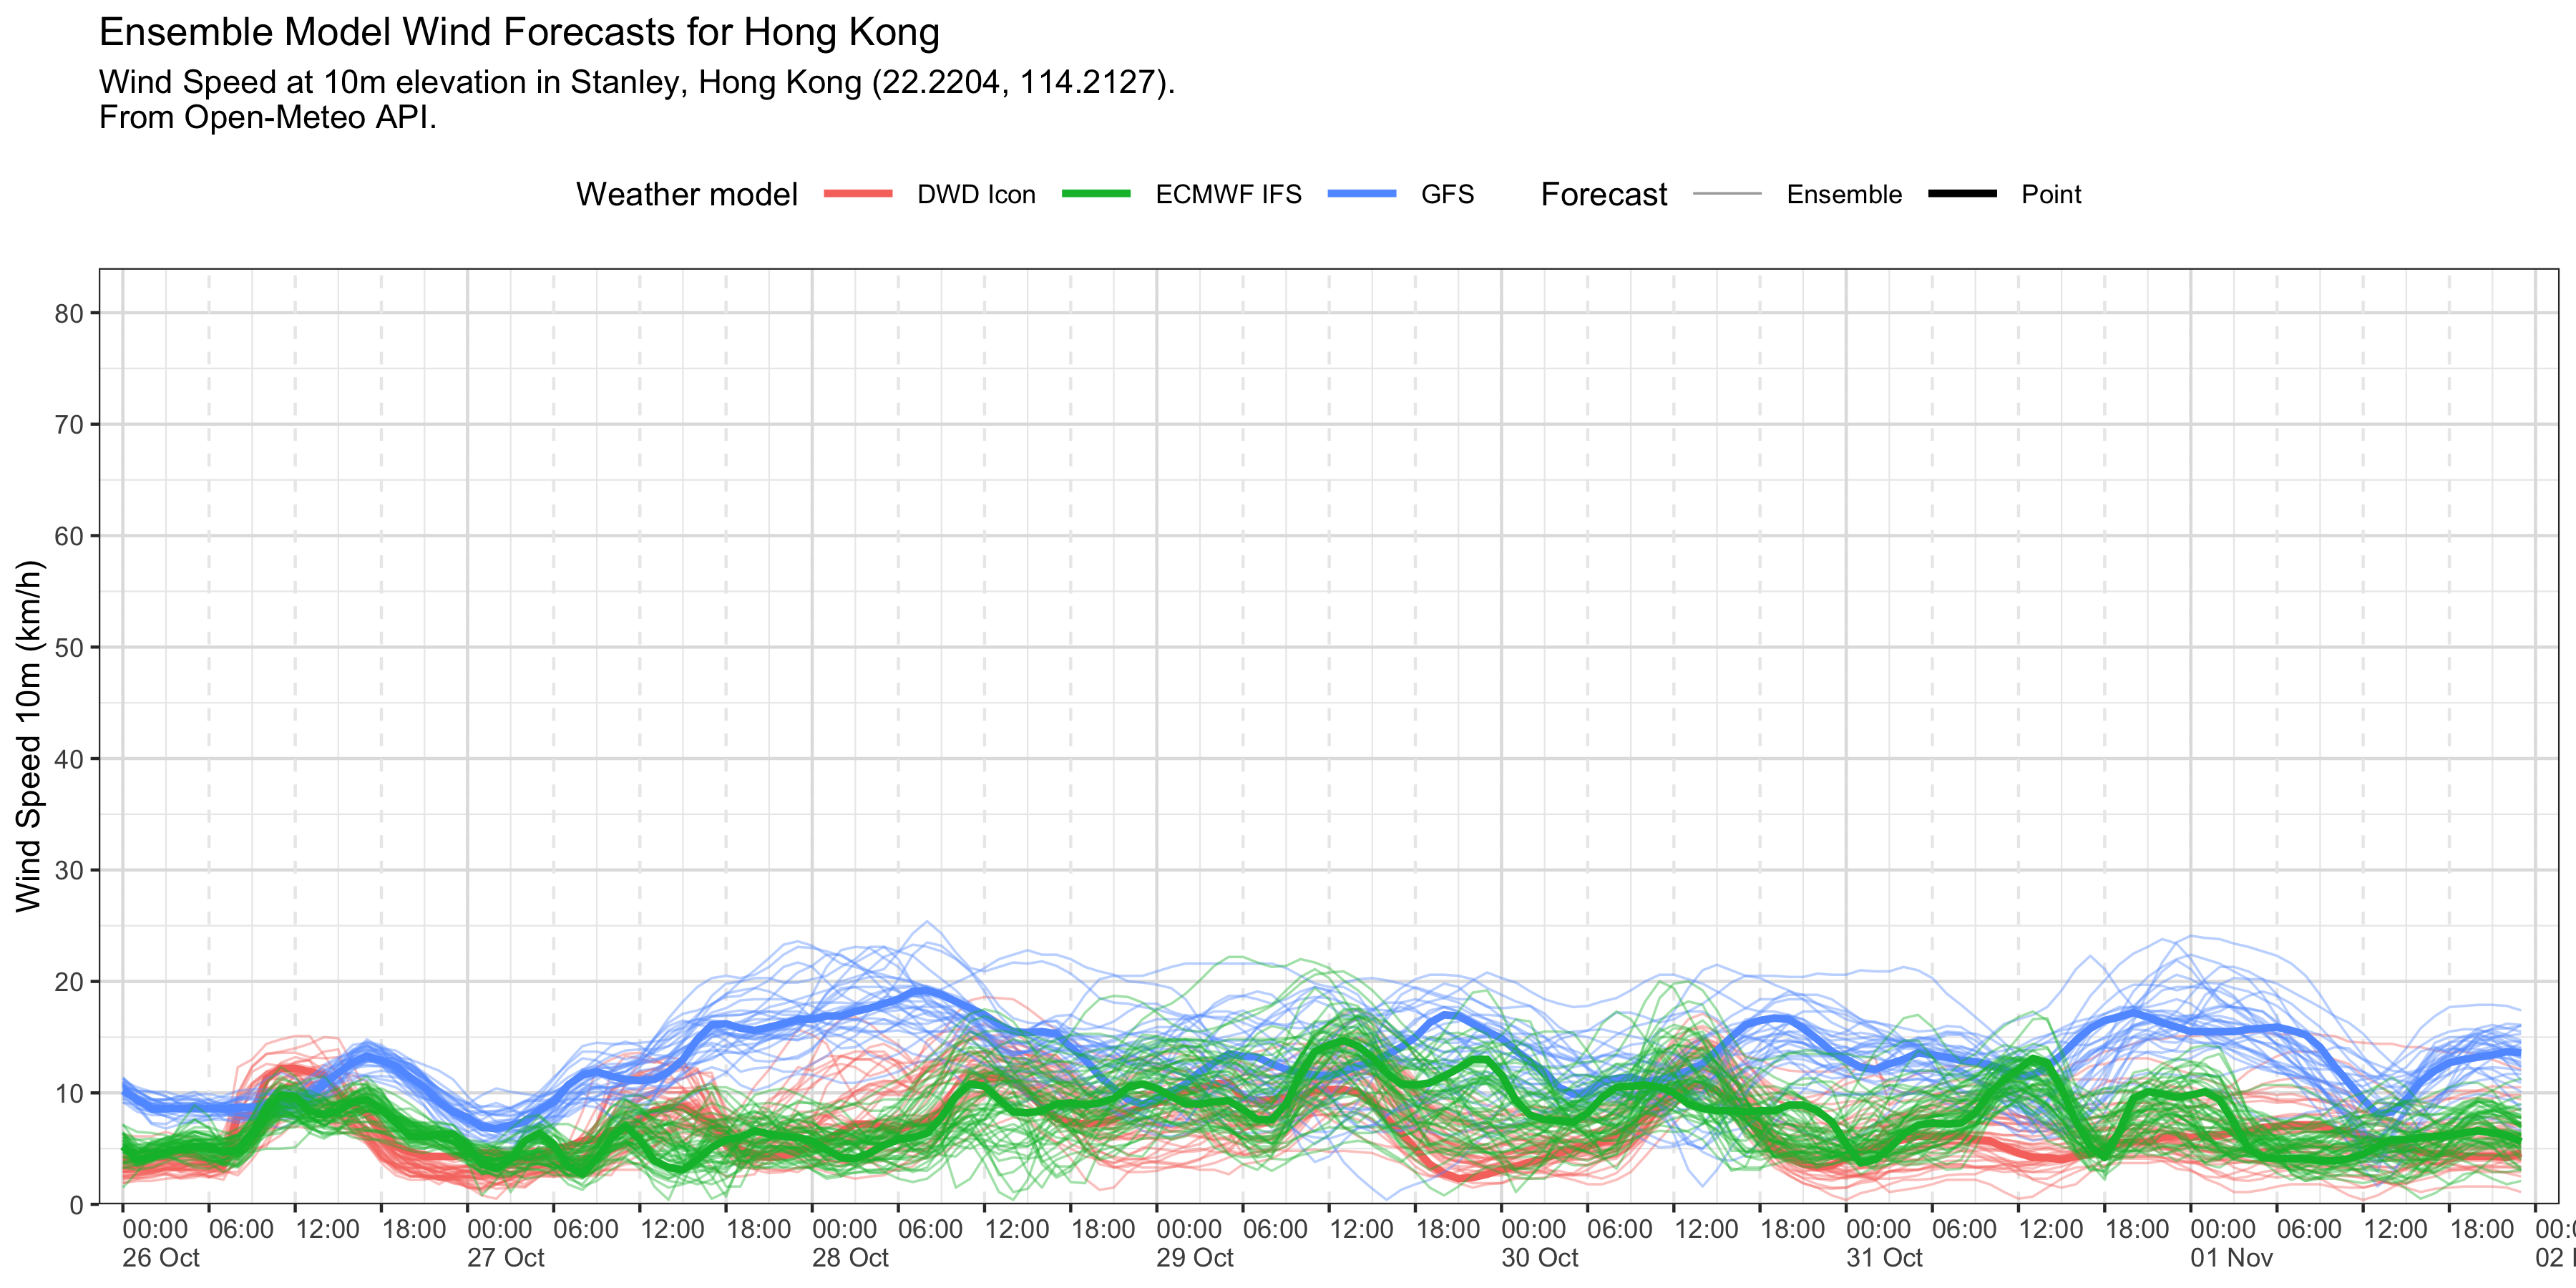 Ensemble Model Wind Forecasts for Hong Kong
Wind Speed at 10m elevation in Stanley, Hong Kong (22.2204, 114.2127).
From Open-Meteo API.
Weather model DWD Icon ECMWF IFS GFS Forecast Ensemble Point
80
70
60
50
40
30
20
10
0
Wind Speed 10m (km/h)
00:00 06:00 12:00 18:00 00:00 06:00 12:00 18:00 00:00 06:00 12:00 18:00 00:00 06:00 12:00 18:00 00:00 06:00 12:00 18:00 00:00 06:00 12:00 18:00 00:00 06:00 12:00 18:00
26 Oct 27 Oct 28 Oct 29 Oct 30 Oct 31 Oct 01 Nov 02